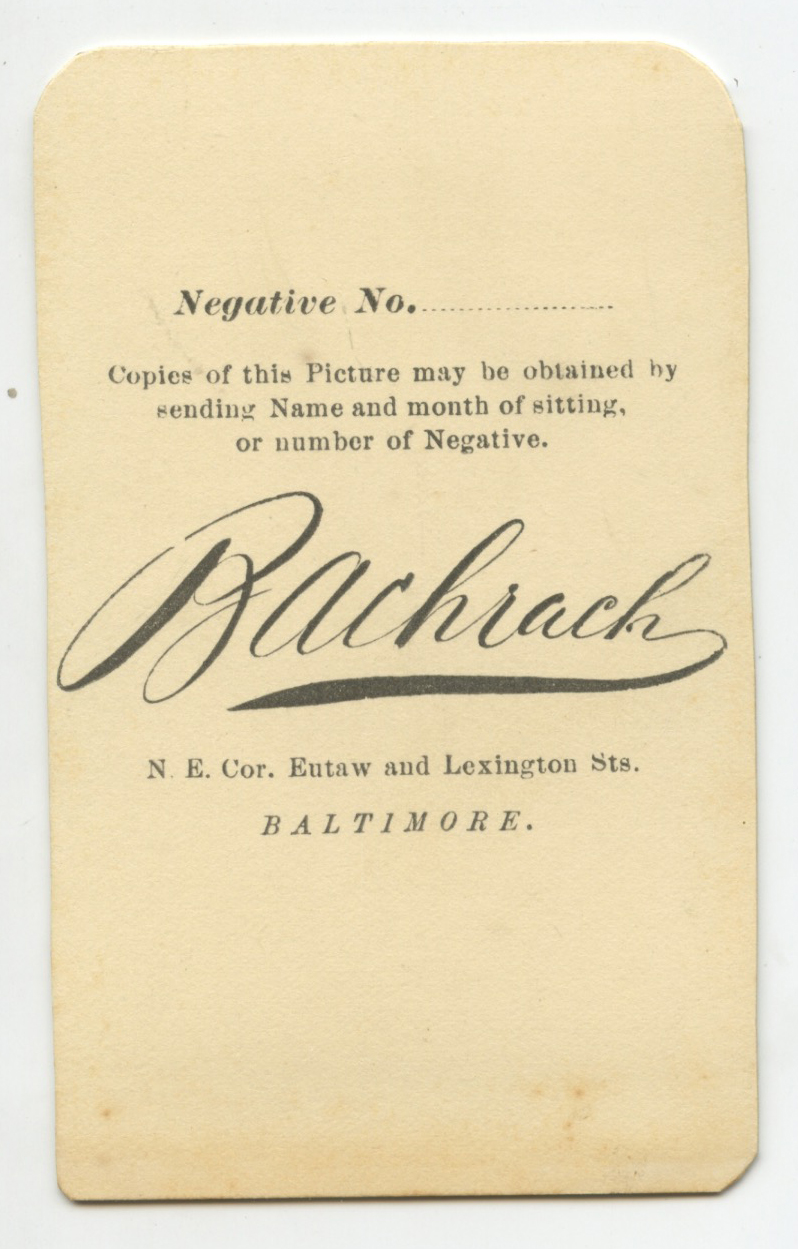 Negative No.....................
Copies of this Picture may be obtained by
sending Name and month of sitting,
or number of Negative.
Bachrach
N. E. Cor. Eutaw and Lexington Sts.
BALTIMORE.